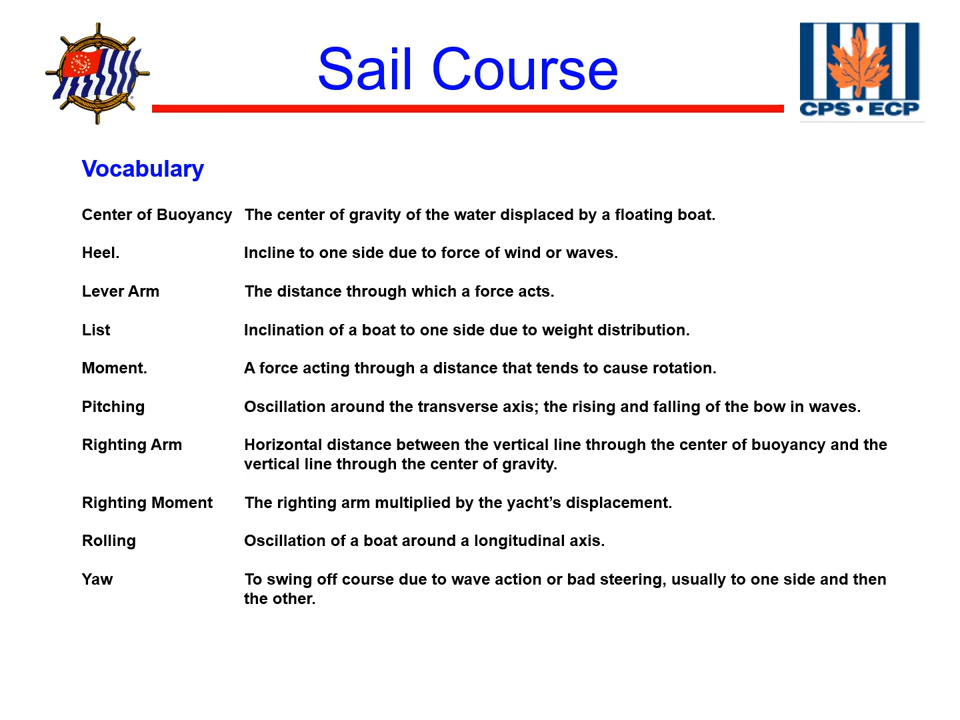 Sail Course
CPS • ECP
Vocabulary
Center of Buoyancy The center of gravity of the water displaced by a floating boat.
Heel. Incline to one side due to force of wind or waves.
Lever Arm The distance through which a force acts.
List Inclination of a boat to one side due to weight distribution.
Moment. A force acting through a distance that tends to cause rotation.
Pitching Oscillation around the transverse axis; the rising and falling of the bow in waves.
Righting Arm Horizontal distance between the vertical line through the center of buoyancy and the
vertical line through the center of gravity.
Righting Moment The righting arm multiplied by the yacht’s displacement.
Rolling Oscillation of a boat around a longitudinal axis.
Yaw To swing off course due to wave action or bad steering, usually to one side and then
the other.